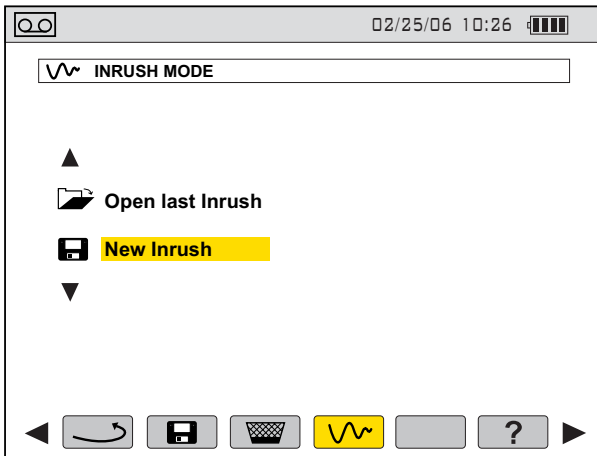 02/25/06 10:26
INRUSH MODE
Open last Inrush
New Inrush
?